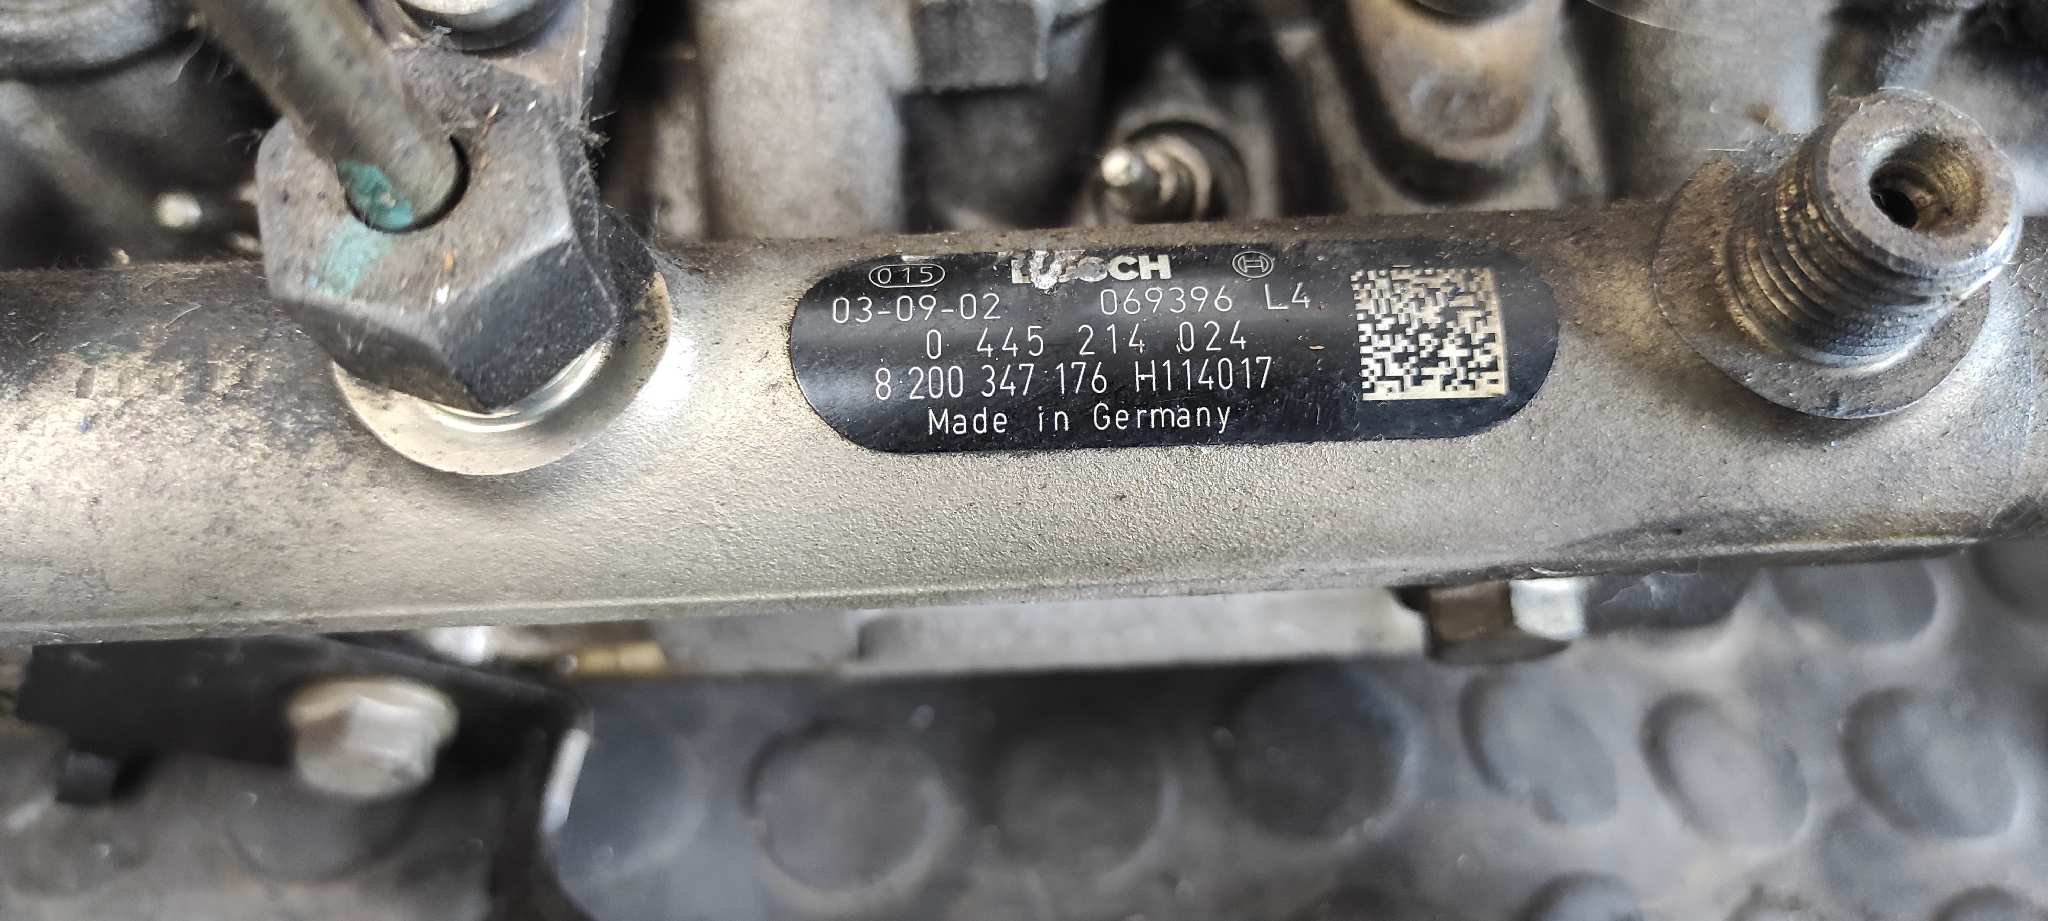 015 BOSCH
03-09-02 069396 L4
0 445 214 024
8 200 347 176 H114017
Made in Germany